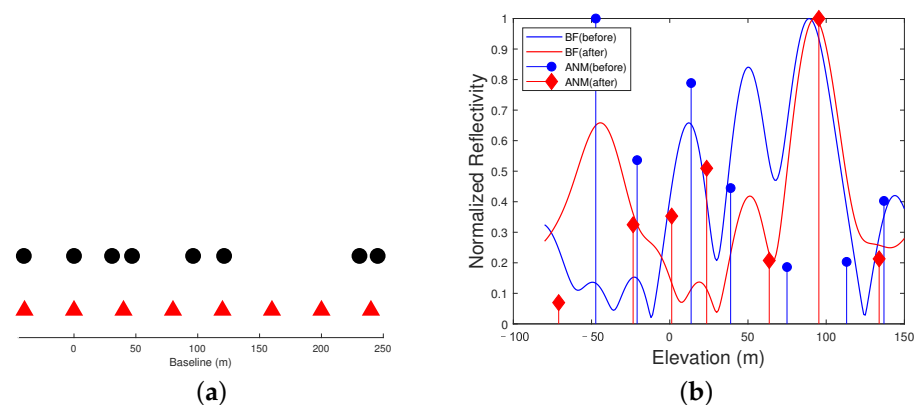 0 50 100 150 200 250
Baseline (m)
(a)
Normalized Reflectivity
1
0.9
0.8
0.7
0.6
0.5
0.4
0.3
0.2
0.1
0
BF(before)
BF(after)
ANM(before)
ANM(after)
-100 -50 0 50 100 150
Elevation (m)
(b)